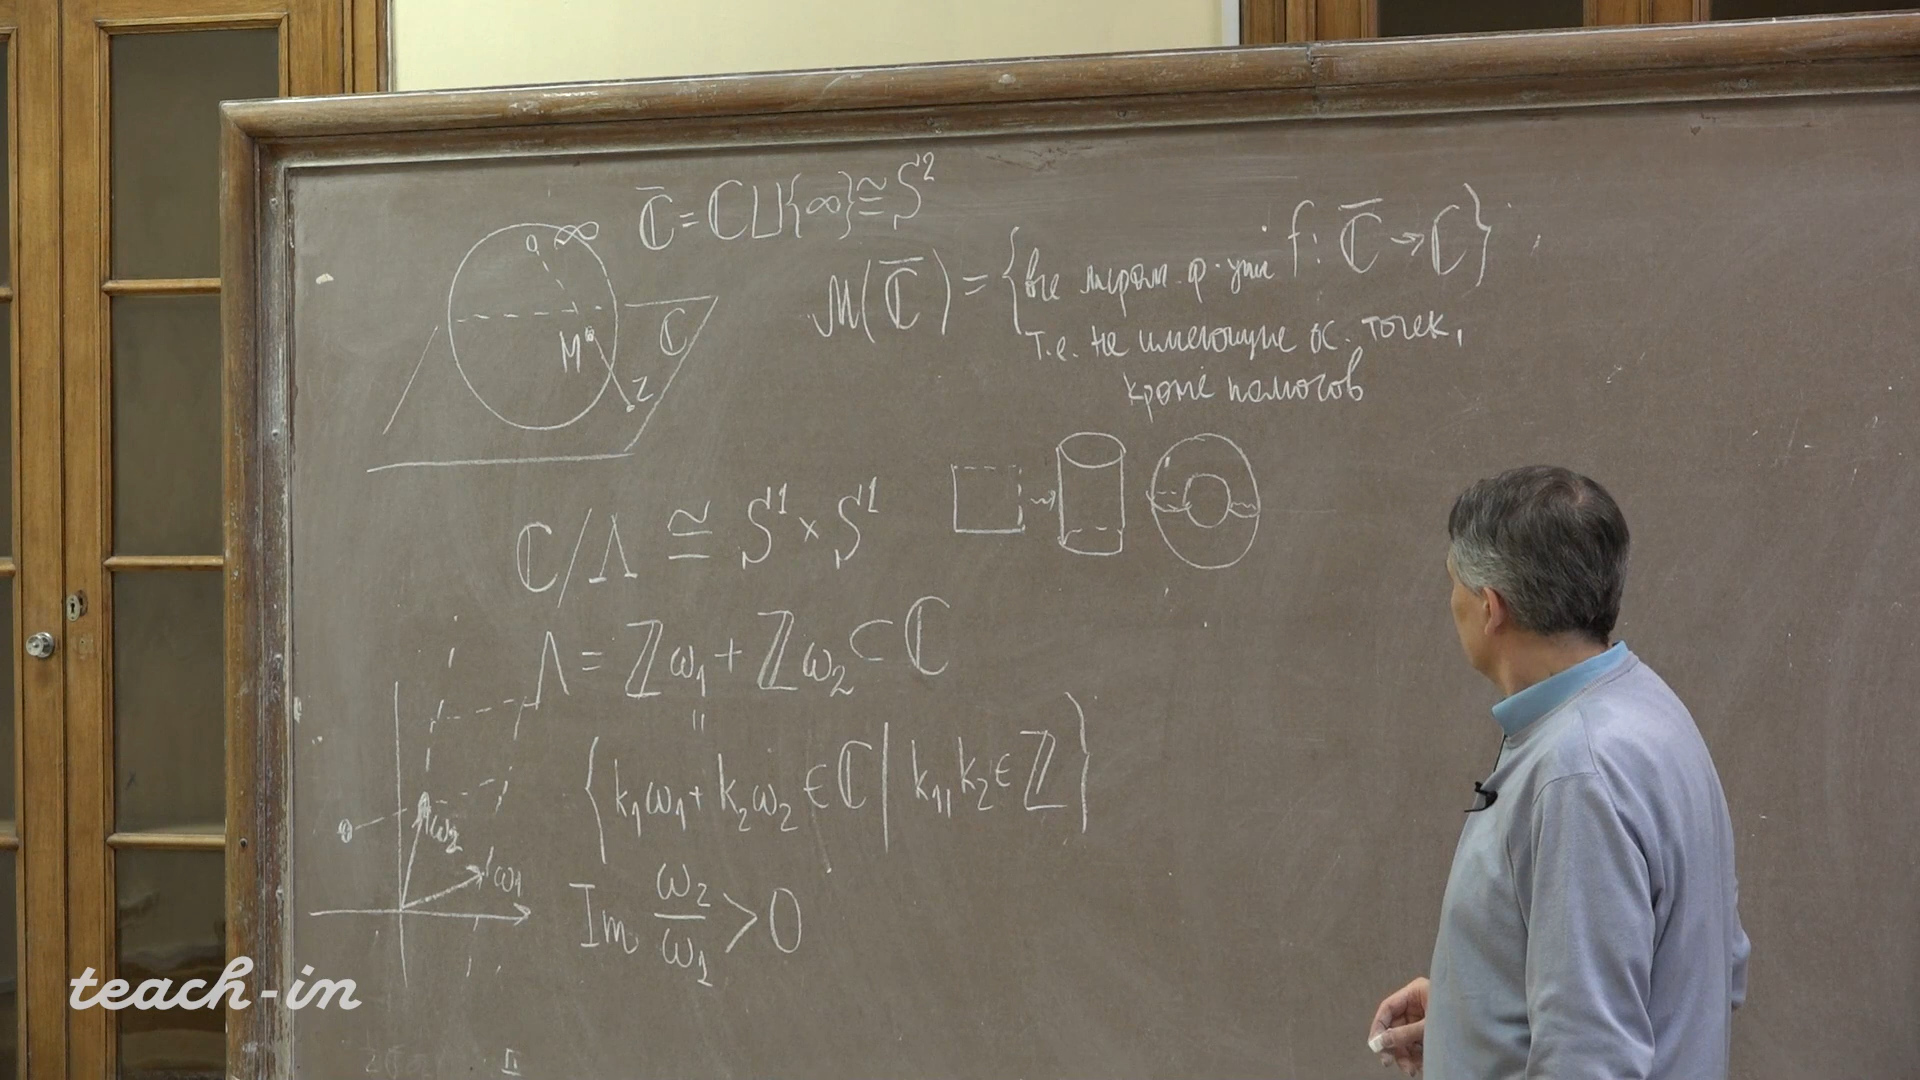 ℂ̅ = ℂ ⊔ {∞} ≅ S²
∞
M
ℂ
z
M(ℂ̅) = {все мером. ф-ции f: ℂ̅ → ℂ}
т.е. не имеющие ос. точек,
кроме полюсов
ℂ/Λ ≅ S¹ × S¹
Λ = ℤω₁ + ℤω₂ ⊂ ℂ
"
{k₁ω₁ + k₂ω₂ ∈ ℂ | k₁, k₂ ∈ ℤ}
ω₂
ω₁
Im ω₂/ω₁ > 0
teach-in